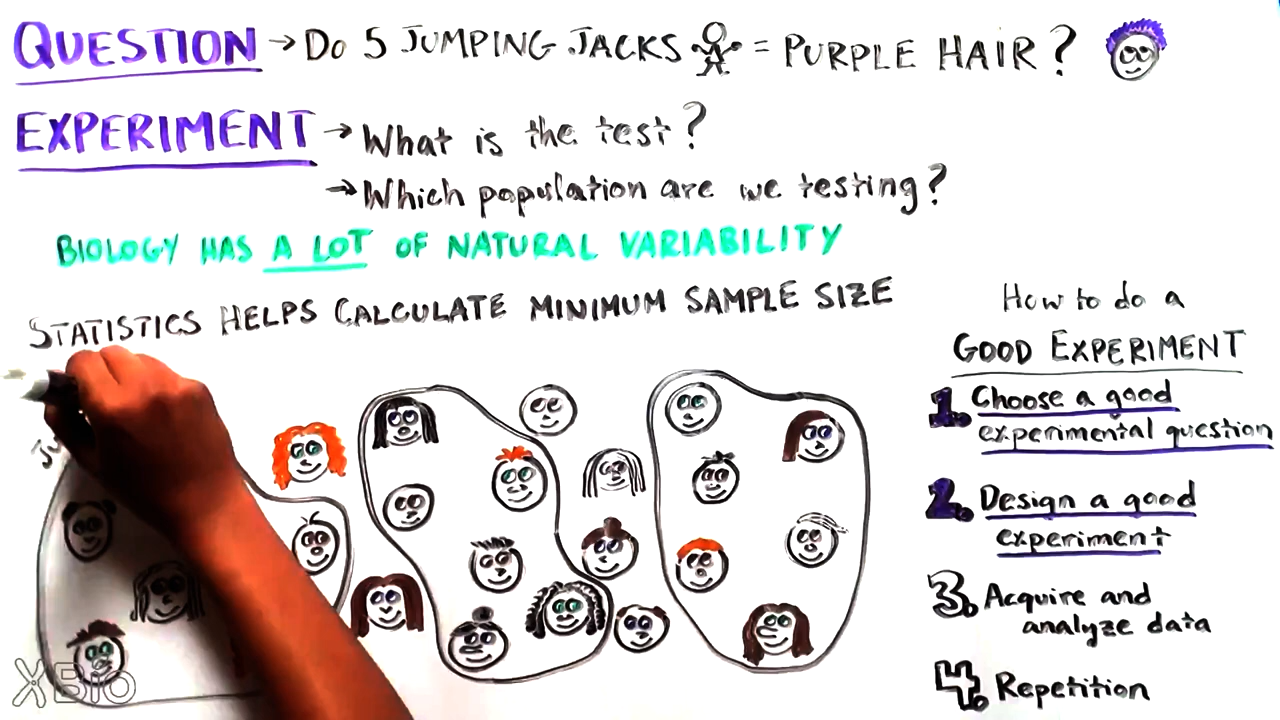 QUESTION → DO 5 JUMPING JACKS = PURPLE HAIR?
EXPERIMENT → What is the test?
→ Which population are we testing?
BIOLOGY HAS A LOT OF NATURAL VARIABILITY
STATISTICS HELPS CALCULATE MINIMUM SAMPLE SIZE
How to do a
GOOD EXPERIMENT
1. Choose a good
experimental question
2. Design a good
experiment
3. Acquire and
analyze data
4. Repetition
XBio